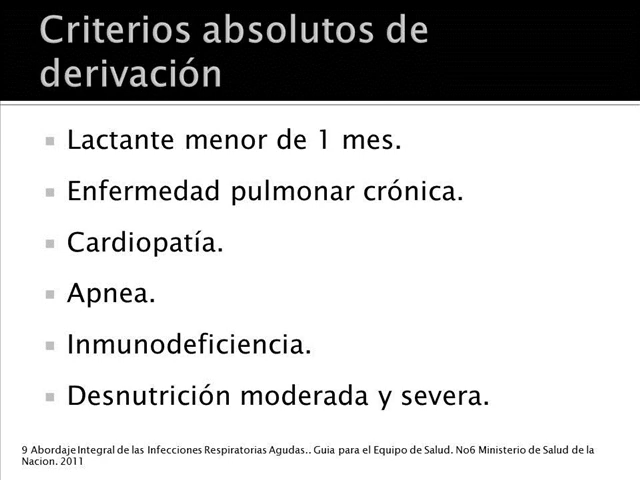 Criterios absolutos de
derivación
Lactante menor de 1 mes.
Enfermedad pulmonar crónica.
Cardiopatía.
Apnea.
Inmunodeficiencia.
Desnutrición moderada y severa.
9 Abordaje Integral de las Infecciones Respiratorias Agudas.. Guia para el Equipo de Salud. No6 Ministerio de Salud de la
Nacion. 2011